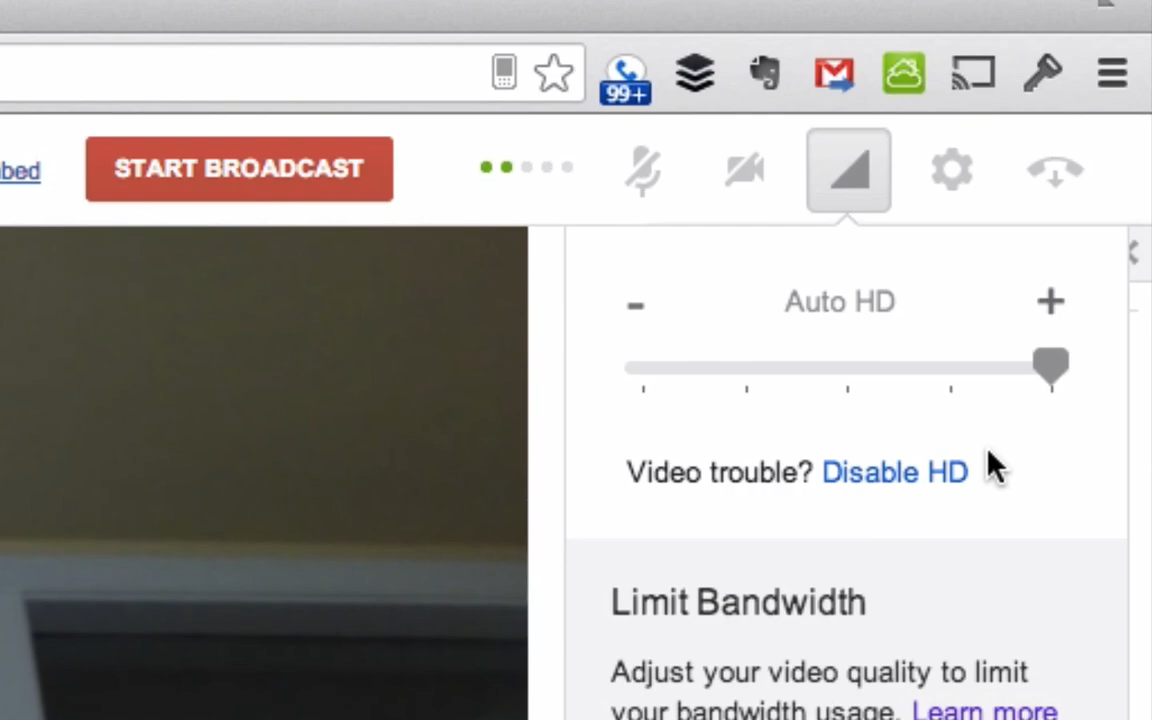 99+
bed
START BROADCAST
- Auto HD +
Video trouble? Disable HD
Limit Bandwidth
Adjust your video quality to limit
your bandwidth usage. Learn more